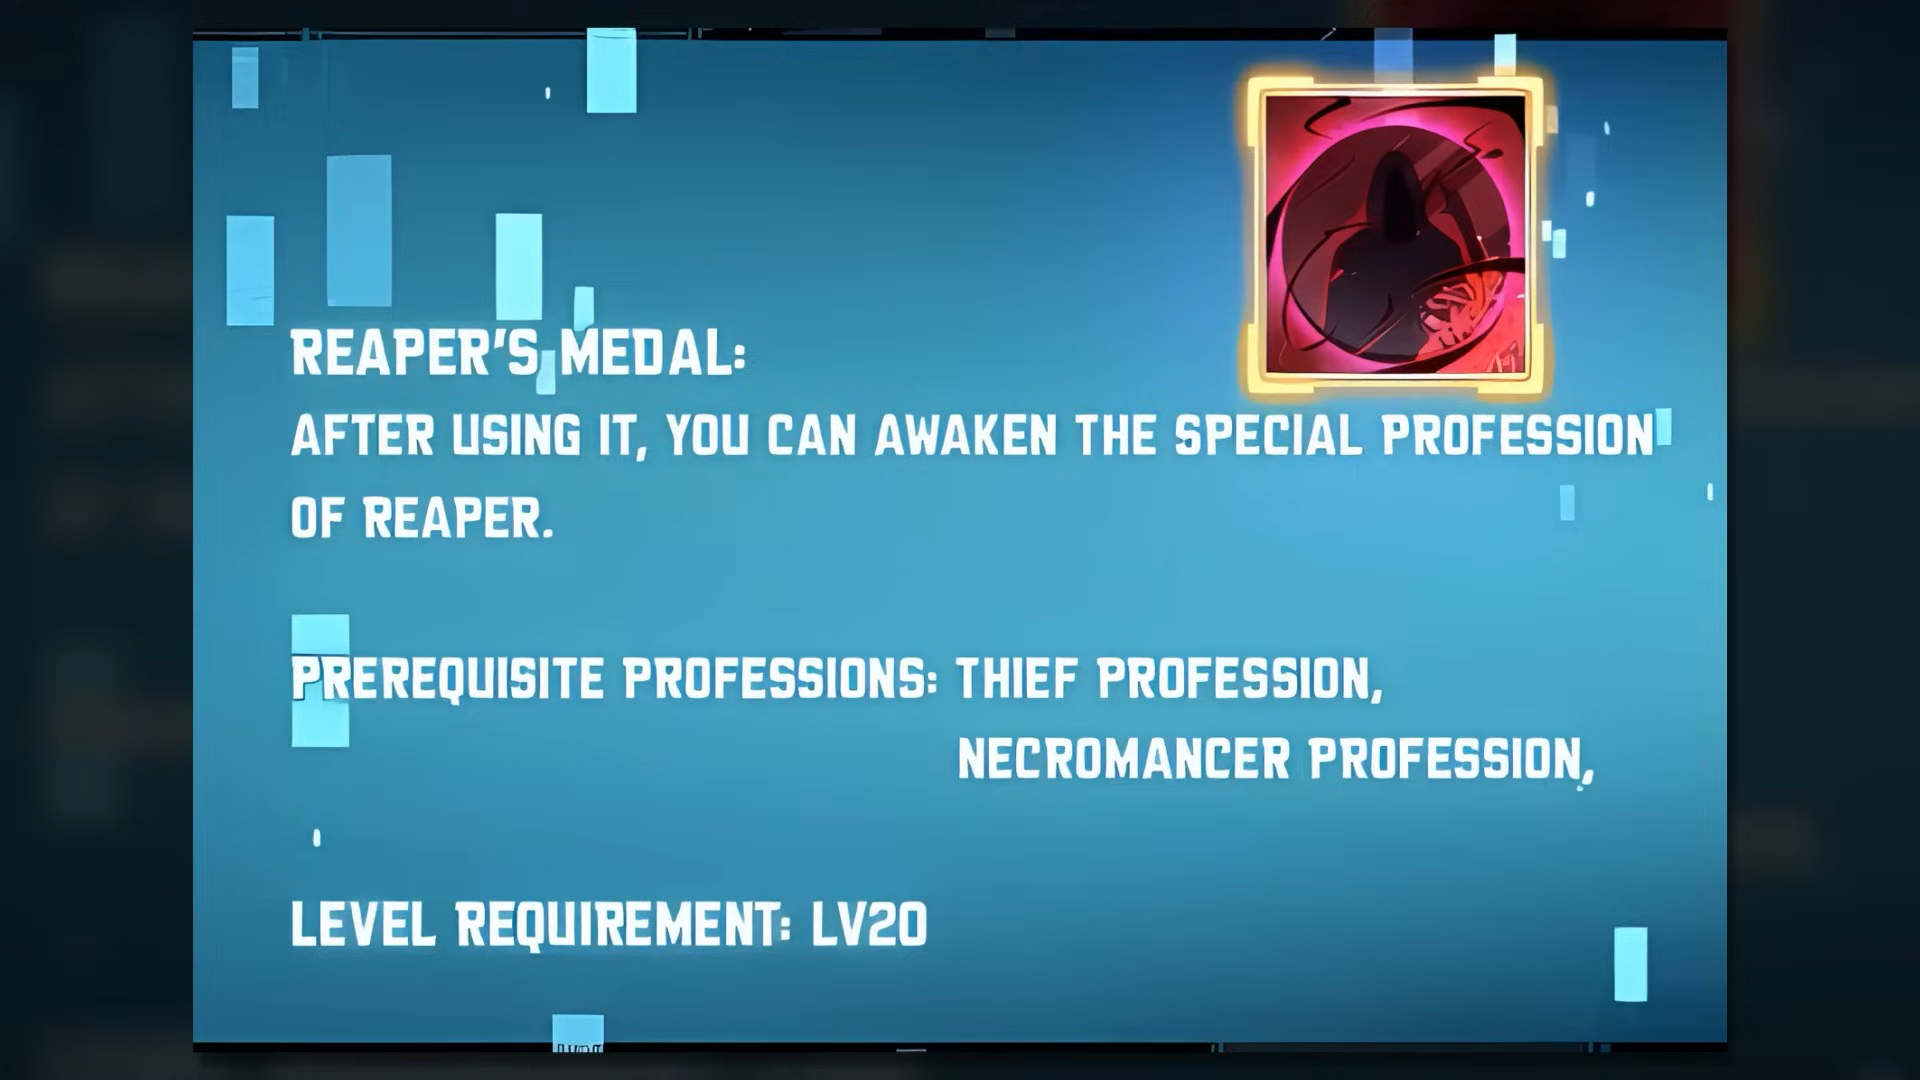 REAPER'S MEDAL:
AFTER USING IT, YOU CAN AWAKEN THE SPECIAL PROFESSION
OF REAPER.
PREREQUISITE PROFESSIONS: THIEF PROFESSION,
NECROMANCER PROFESSION,
LEVEL REQUIREMENT: LV20